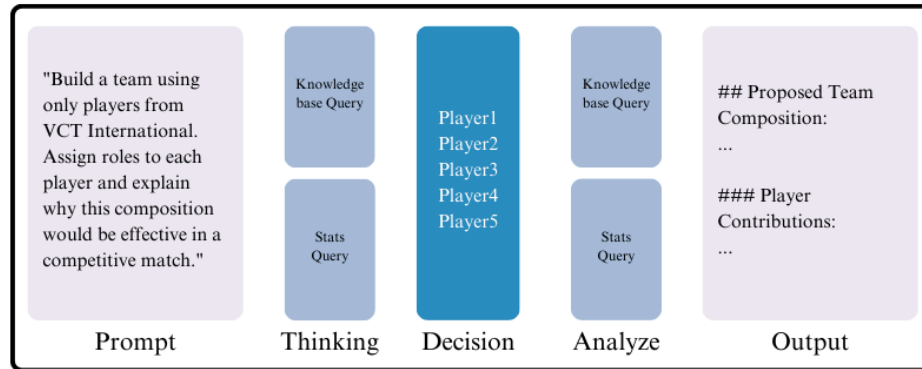 "Build a team using
only players from
VCT International.
Assign roles to each
player and explain
why this composition
would be effective in a
competitive match."
Prompt
Knowledge
base Query
Stats
Query
Thinking
Player1
Player2
Player3
Player4
Player5
Decision
Knowledge
base Query
Stats
Query
Analyze
## Proposed Team
Composition:
...
### Player
Contributions:
...
Output